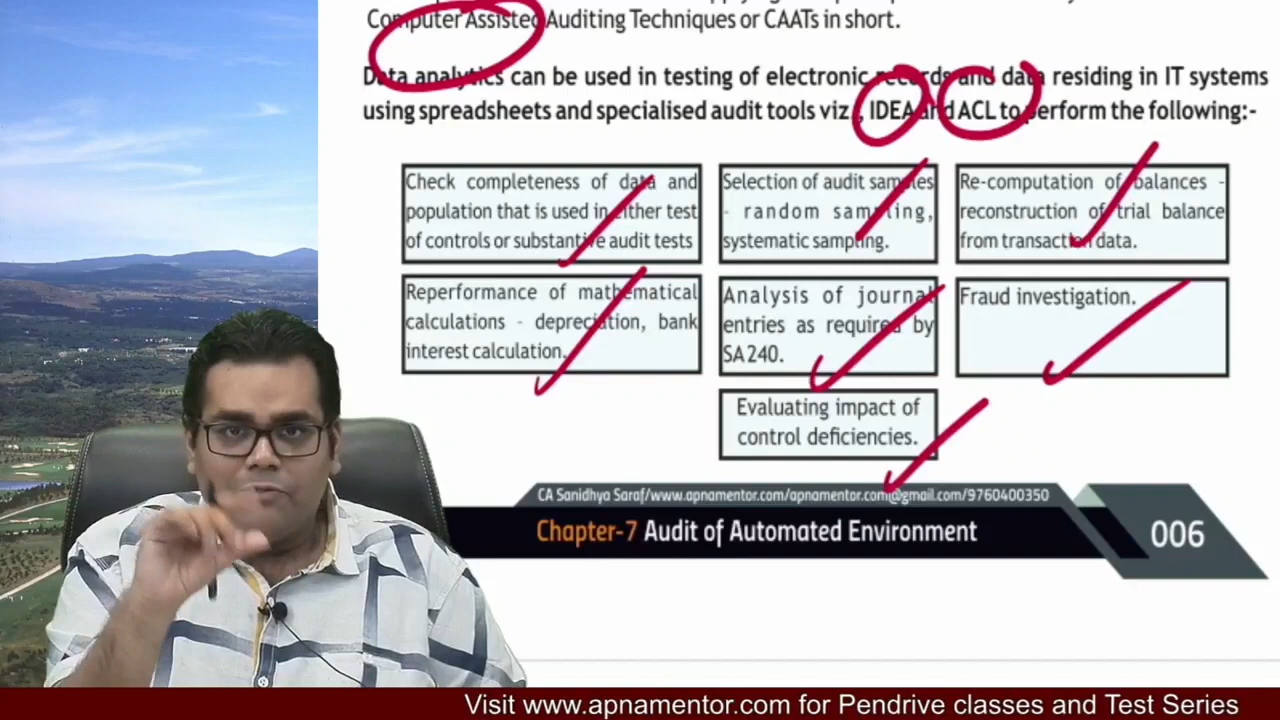 Computer Assisted Auditing Techniques or CAATs in short.
Data analytics can be used in testing of electronic records and data residing in IT systems
using spreadsheets and specialised audit tools viz., IDEA and ACL to perform the following:-
Check completeness of data and
population that is used in either test
of controls or substantive audit tests
Selection of audit samples
- random sampling,
systematic sampling.
Re-computation of balances -
reconstruction of trial balance
from transaction data.
Reperformance of mathematical
calculations - depreciation, bank
interest calculation.
Analysis of journal
entries as required by
SA 240.
Fraud investigation.
Evaluating impact of
control deficiencies.
CA Sanidhya Saraf/www.apnamentor.com/apnamentor.com@gmail.com/9760400350
Chapter-7 Audit of Automated Environment
006
Visit www.apnamentor.com for Pendrive classes and Test Series